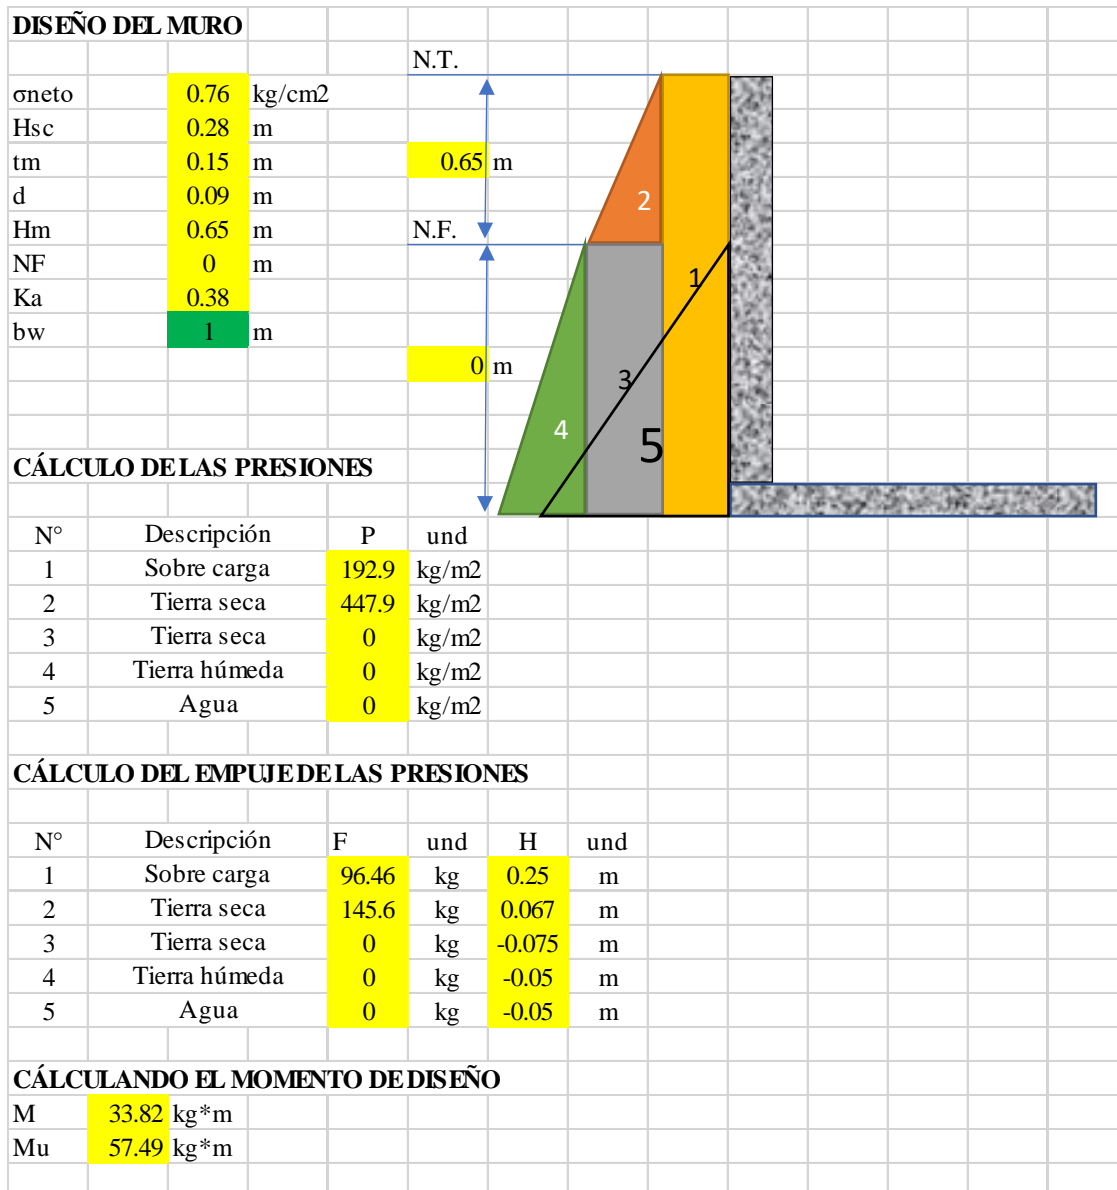 DISEÑO DEL MURO
N.T.
σneto 0.76 kg/cm2
Hsc 0.28 m
tm 0.15 m 0.65 m
d 0.09 m 2
Hm 0.65 m N.F.
NF 0 m 1
Ka 0.38
bw 1 m
0 m 3
4 5
CÁLCULO DE LAS PRESIONES
N° Descripción P und
1 Sobre carga 192.9 kg/m2
2 Tierra seca 447.9 kg/m2
3 Tierra seca 0 kg/m2
4 Tierra húmeda 0 kg/m2
5 Agua 0 kg/m2
CÁLCULO DEL EMPUJE DE LAS PRESIONES
N° Descripción F und H und
1 Sobre carga 96.46 kg 0.25 m
2 Tierra seca 145.6 kg 0.067 m
3 Tierra seca 0 kg -0.075 m
4 Tierra húmeda 0 kg -0.05 m
5 Agua 0 kg -0.05 m
CÁLCULANDO EL MOMENTO DE DISEÑO
M 33.82 kg*m
Mu 57.49 kg*m